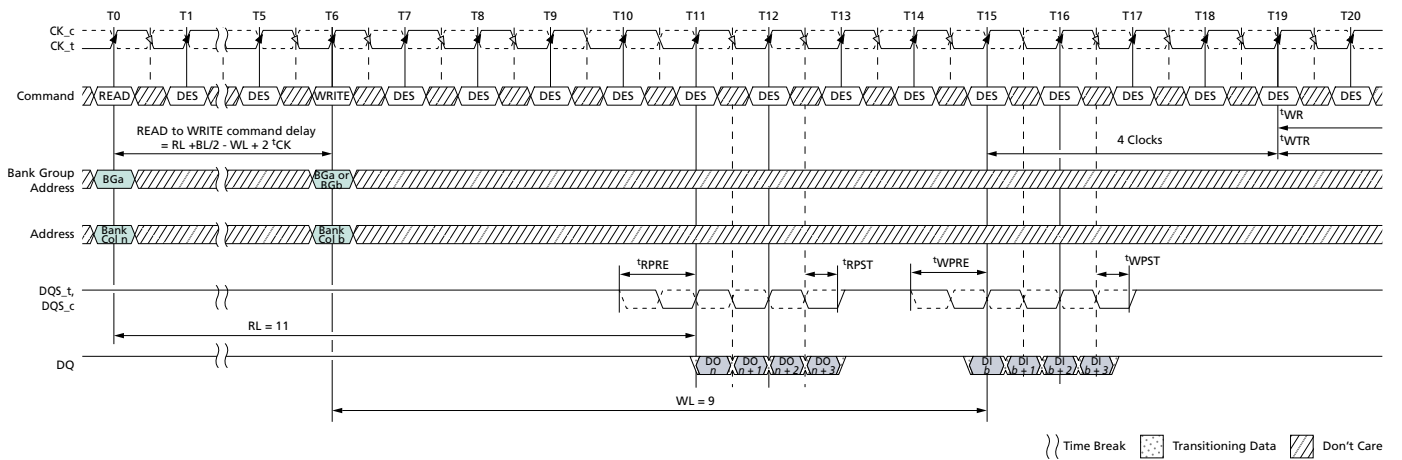 T0 T1 T5 T6 T7 T8 T9 T10 T11 T12 T13 T14 T15 T16 T17 T18 T19 T20
CK_c
CK_t
Command READ DES DES WRITE DES DES DES DES DES DES DES DES DES DES DES DES DES DES
tWR
READ to WRITE command delay
= RL +BL/2 - WL + 2 tCK
4 Clocks tWTR
Bank Group
Address
BGa
BGa or
BGb
Address
Bank
Col n
Bank
Col b
tRPRE tRPST tWPRE tWPST
DQS_t,
DQS_c
RL = 11
DQ
DO
n
DO
n + 1
DO
n + 2
DO
n + 3
DI
b
DI
b + 1
DI
b + 2
DI
b + 3
WL = 9
Time Break Transitioning Data Don't Care